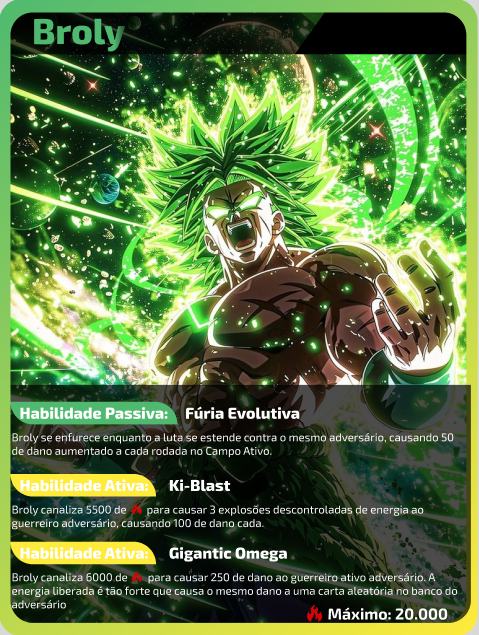 Broly
Habilidade Passiva: Fúria Evolutiva
Broly se enfurece enquanto a luta se estende contra o mesmo adversário, causando 50
de dano aumentado a cada rodada no Campo Ativo.
Habilidade Ativa: Ki-Blast
Broly canaliza 5500 de para causar 3 explosões descontroladas de energia ao
guerreiro adversário, causando 100 de dano cada.
Habilidade Ativa: Gigantic Omega
Broly canaliza 6000 de para causar 250 de dano ao guerreiro ativo adversário. A
energia liberada é tão forte que causa o mesmo dano a uma carta aleatória no banco do
adversário
Máximo: 20.000